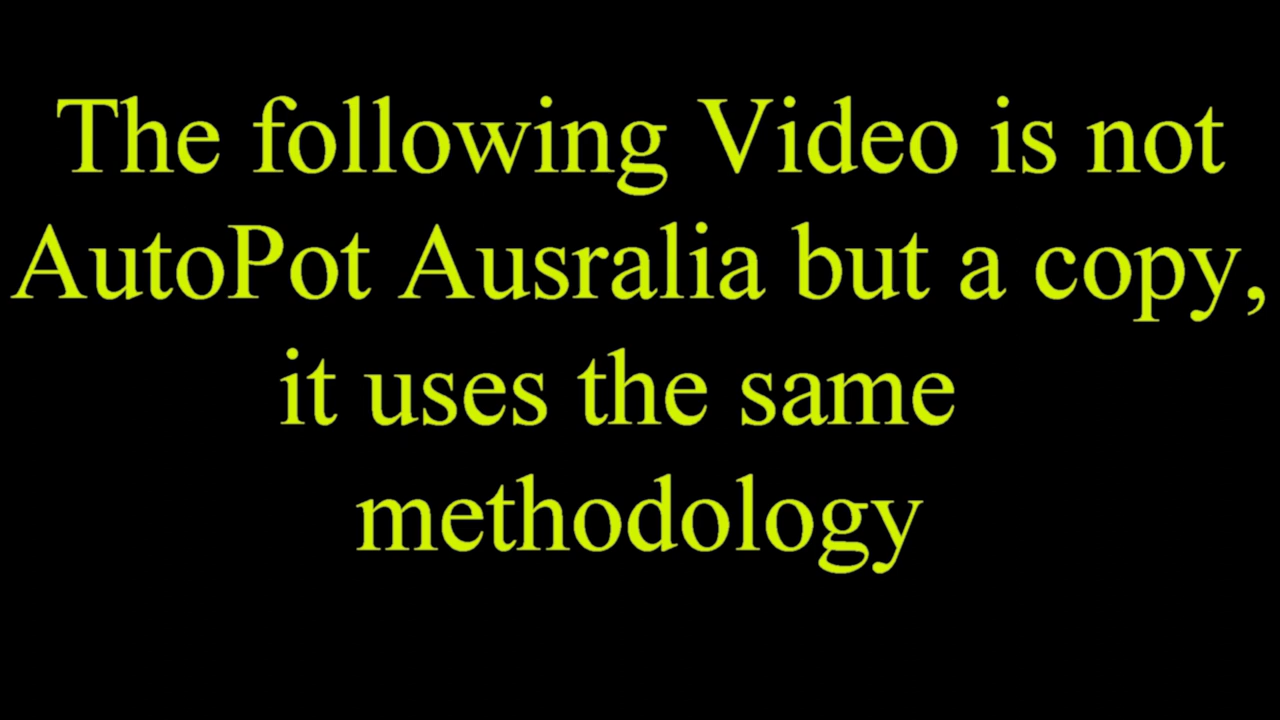 The following Video is not
AutoPot Ausralia but a copy,
it uses the same
methodology